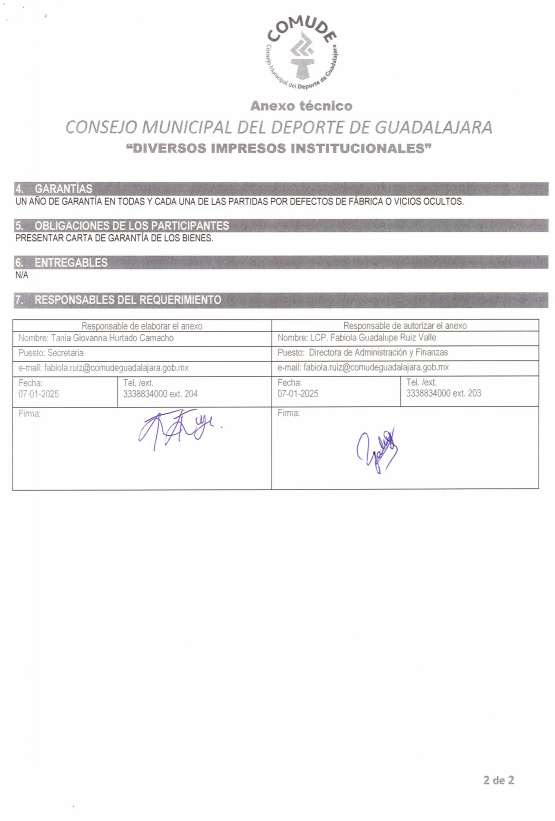 COMUDE
Consejo Municipal del Deporte de Guadalajara
Anexo técnico
CONSEJO MUNICIPAL DEL DEPORTE DE GUADALAJARA
“DIVERSOS IMPRESOS INSTITUCIONALES”
4. GARANTÍAS
UN AÑO DE GARANTÍA EN TODAS Y CADA UNA DE LAS PARTIDAS POR DEFECTOS DE FÁBRICA O VICIOS OCULTOS.
5. OBLIGACIONES DE LOS PARTICIPANTES
PRESENTAR CARTA DE GARANTÍA DE LOS BIENES.
6. ENTREGABLES
N/A
7. RESPONSABLES DEL REQUERIMIENTO
Responsable de elaborar el anexo Responsable de autorizar el anexo
Nombre: Tania Giovanna Hurtado Camacho Nombre: LCP. Fabiola Guadalupe Ruíz Valle
Puesto: Secretaria Puesto: Directora de Administración y Finanzas
e-mail: fabiola.ruiz@comudeguadalajara.gob.mx e-mail: fabiola.ruiz@comudeguadalajara.gob.mx
Fecha: Tel. /ext. Fecha: Tel. /ext.
07-01-2025 3338834000 ext. 204 07-01-2025 3338834000 ext. 203
Firma: Firma:
2 de 2